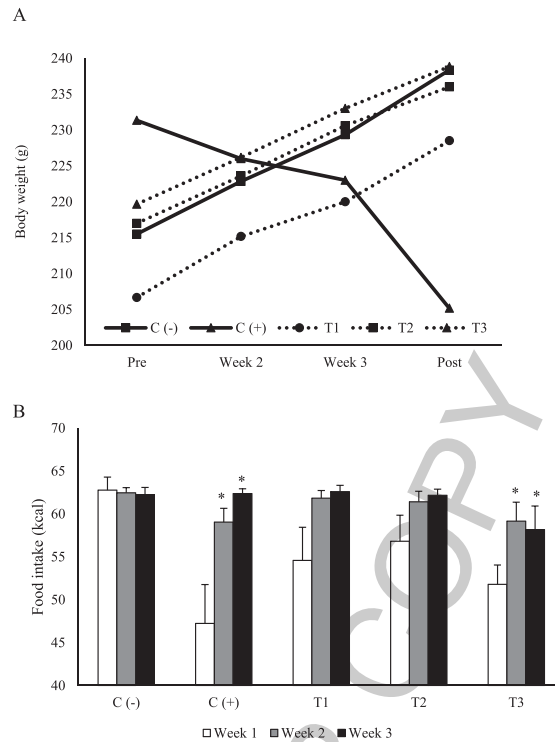 A
240
235
230
225
220
215
210
205
200
Body weight (g)
C (-) C (+) T1 T2 T3
Pre Week 2 Week 3 Post
B
70
65
60
55
50
45
40
Food intake (kcal)
* * * *
C (-) C (+) T1 T2 T3
Week 1 Week 2 Week 3
COPY